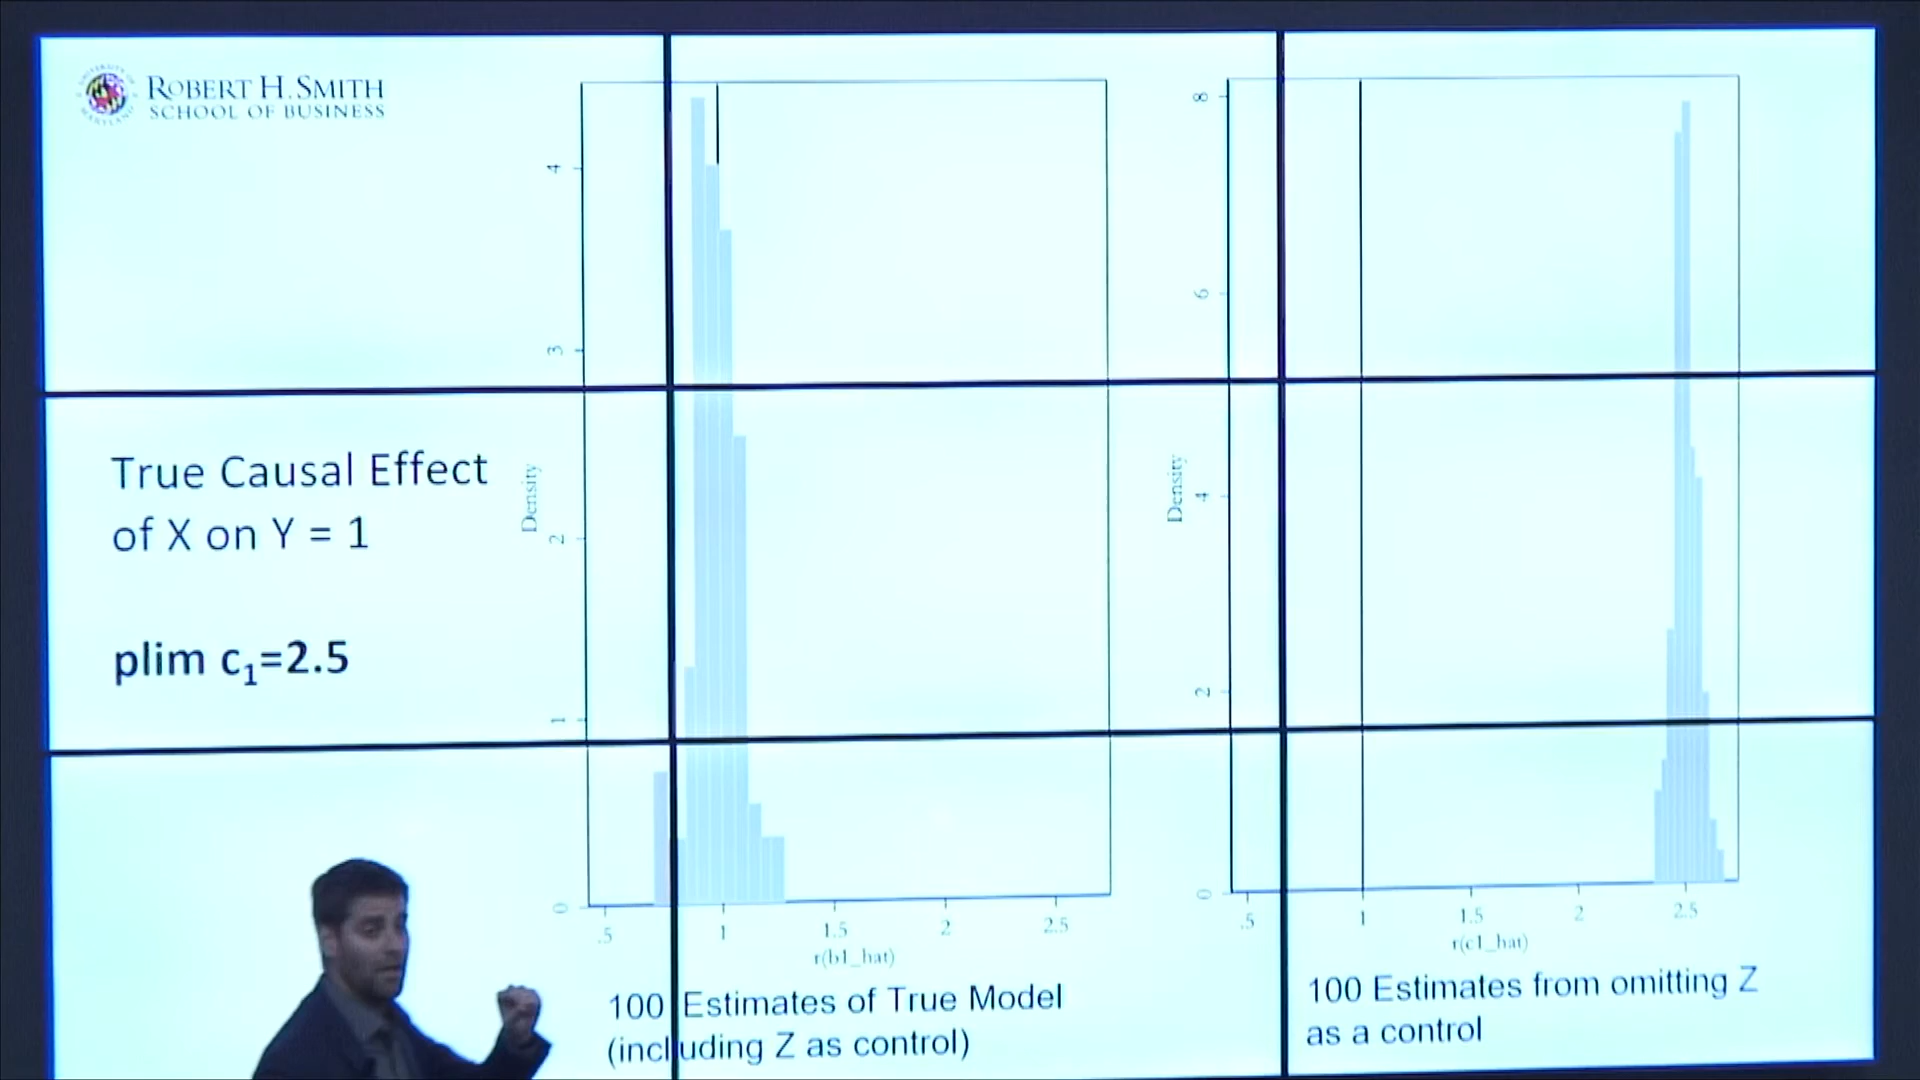 UNIVERSITY OF
MARYLAND
ROBERT H. SMITH
SCHOOL OF BUSINESS
True Causal Effect
of X on Y = 1
plim c1=2.5
Density
0 1 2 3 4
.5 1 1.5 2 2.5
r(b1_hat)
100 Estimates of True Model
(including Z as control)
Density
0 2 4 6 8
.5 1 1.5 2 2.5
r(c1_hat)
100 Estimates from omitting Z
as a control